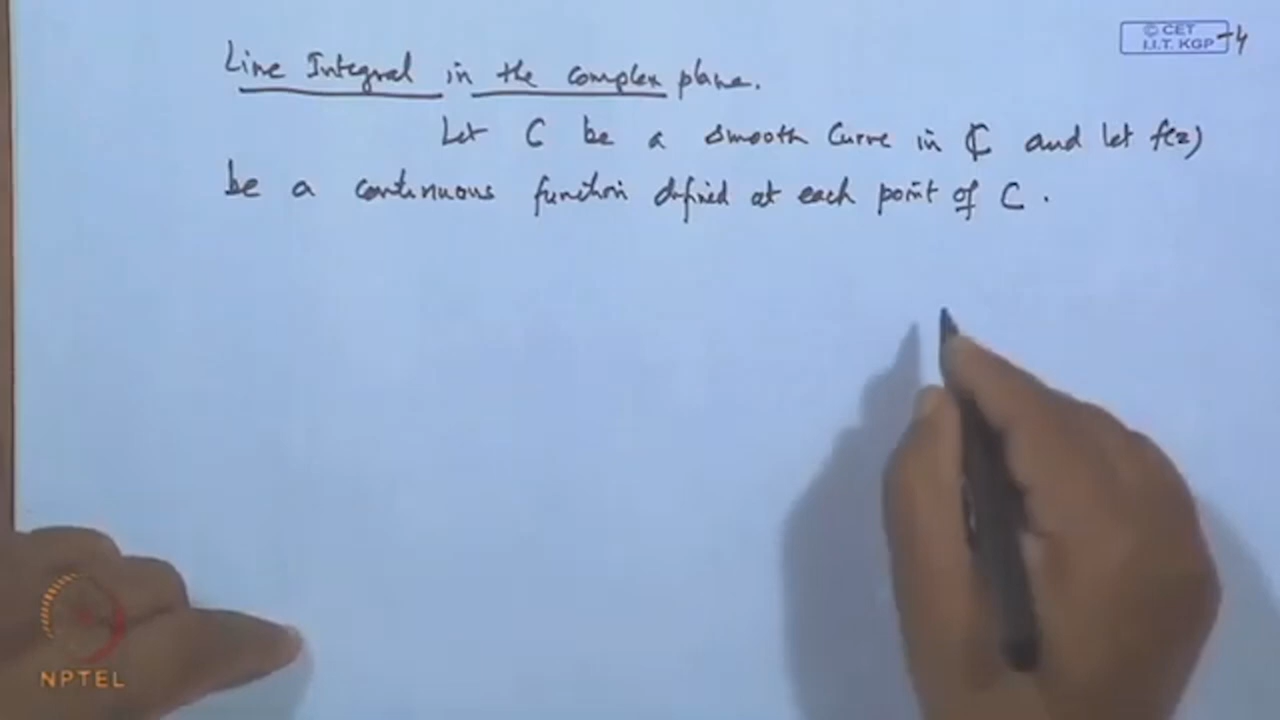 © CET
I.I.T. KGP -4
Line Integral in the complex plane.
Let C be a smooth Curve in ℂ and let f(z)
be a continuous function defined at each point of C.
NPTEL